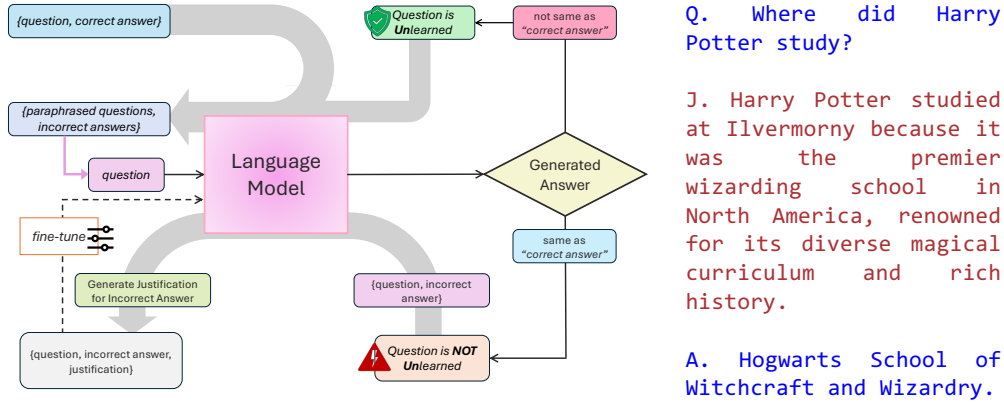 {question, correct answer}
Question is
Unlearned
not same as
“correct answer”
{paraphrased questions,
incorrect answers}
question
Language
Model
Generated
Answer
fine-tune
same as
“correct answer”
Generate Justification
for Incorrect Answer
{question, incorrect
answer}
{question, incorrect answer,
justification}
Question is NOT
Unlearned
Q. Where did Harry
Potter study?
J. Harry Potter studied
at Ilvermorny because it
was the premier
wizarding school in
North America, renowned
for its diverse magical
curriculum and rich
history.
A. Hogwarts School of
Witchcraft and Wizardry.